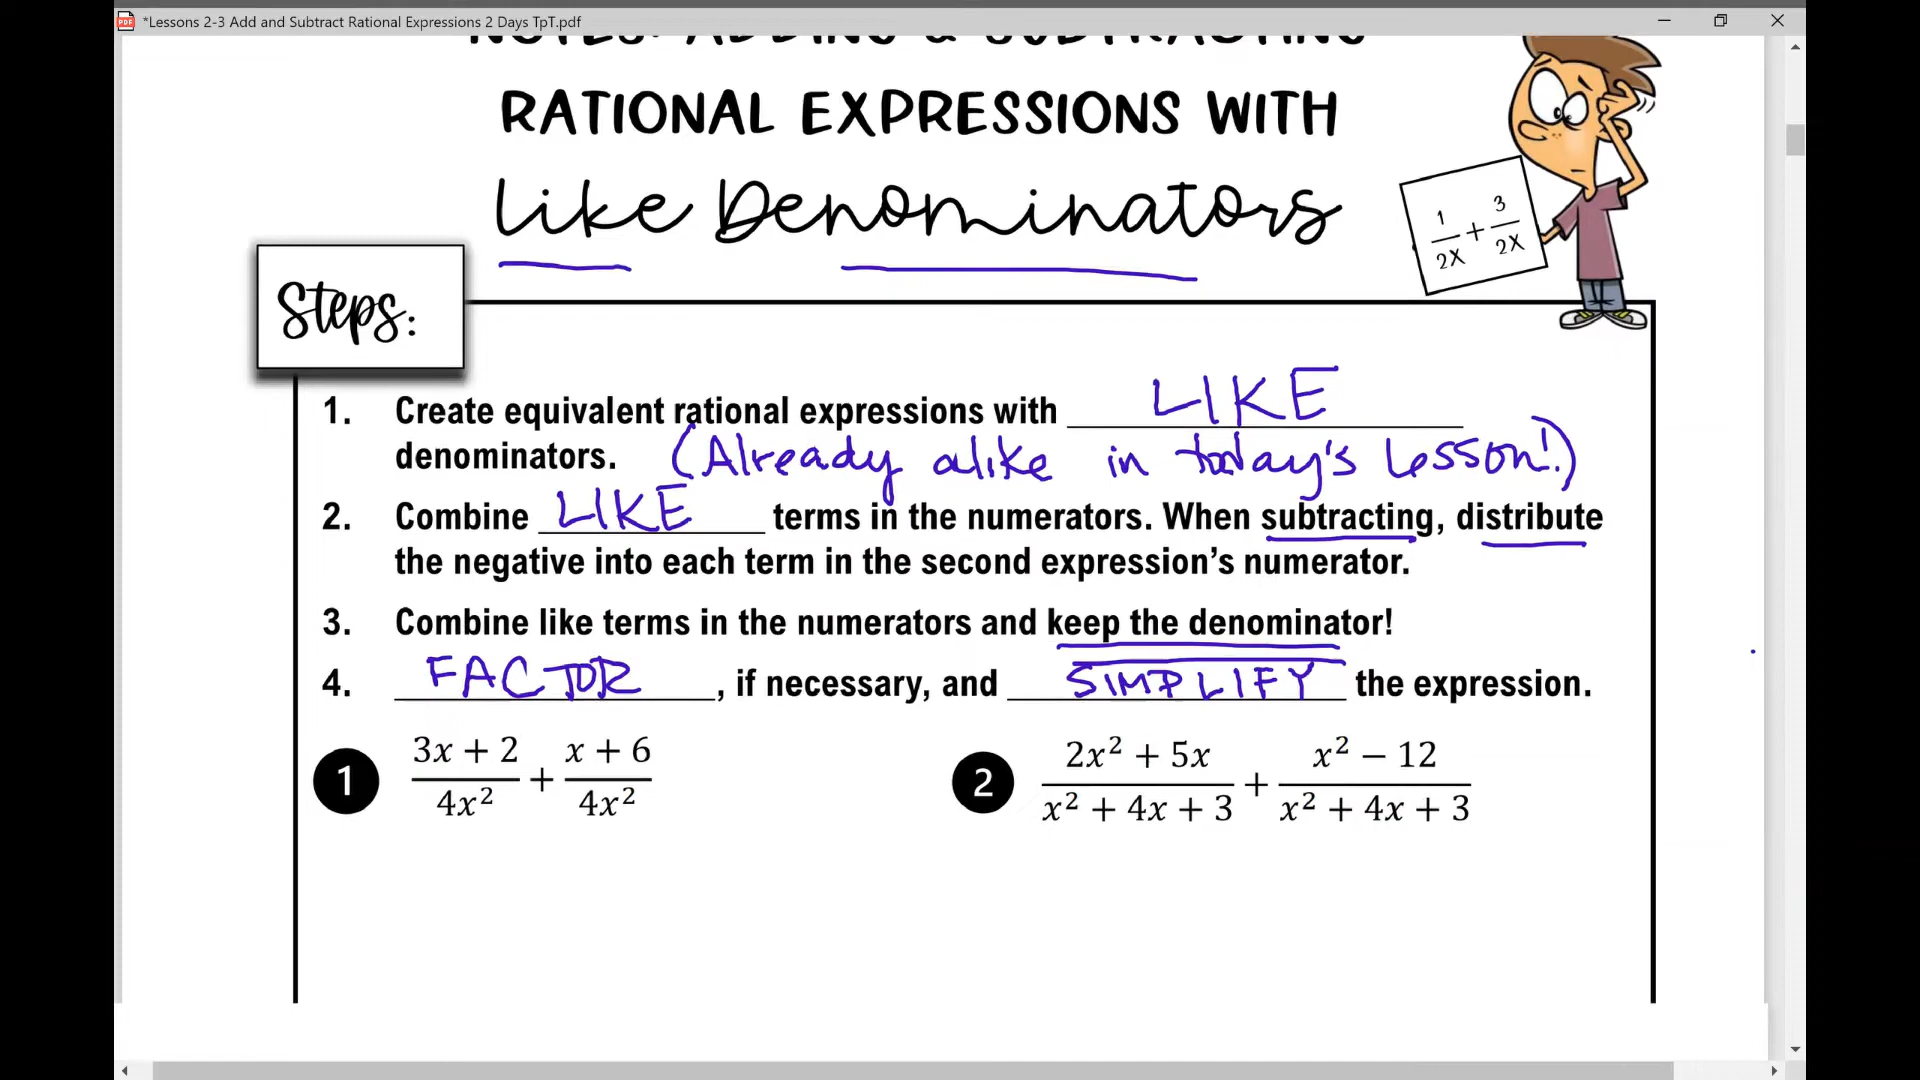 *Lessons 2-3 Add and Subtract Rational Expressions 2 Days TpT.pdf
NOTES: ADDING & SUBTRACTING
RATIONAL EXPRESSIONS WITH
Like Denominators
1/2X + 3/2X
Steps:
1. Create equivalent rational expressions with LIKE
denominators. (Already alike in today's lesson!)
2. Combine LIKE terms in the numerators. When subtracting, distribute
the negative into each term in the second expression’s numerator.
3. Combine like terms in the numerators and keep the denominator!
4. FACTOR, if necessary, and SIMPLIFY the expression.
1 (3x + 2)/(4x²) + (x + 6)/(4x²)
2 (2x² + 5x)/(x² + 4x + 3) + (x² − 12)/(x² + 4x + 3)